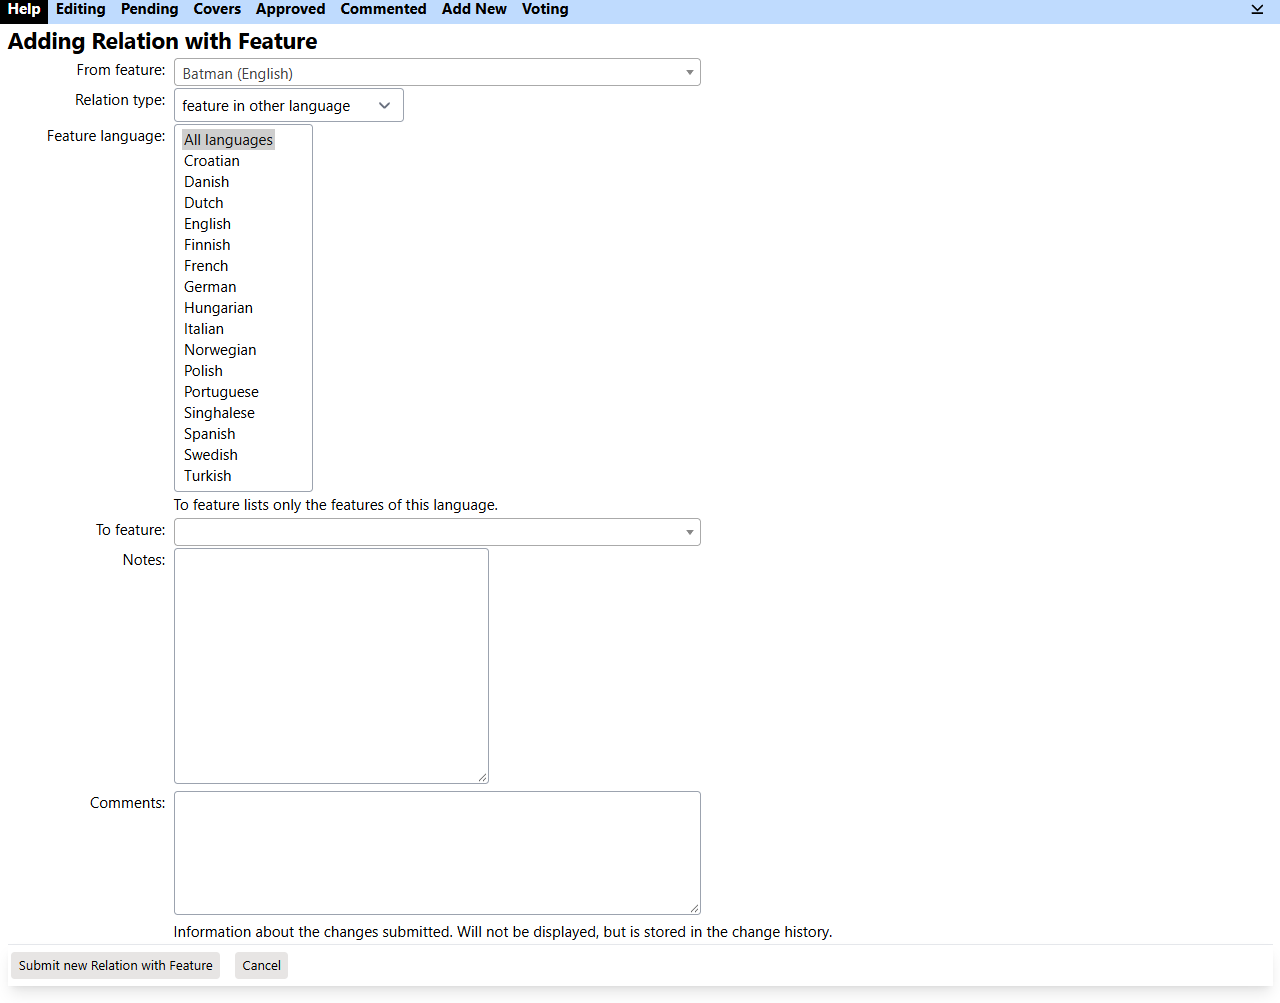 Help Editing Pending Covers Approved Commented Add New Voting
Adding Relation with Feature
From feature: Batman (English)
Relation type: feature in other language
Feature language: All languages
Croatian
Danish
Dutch
English
Finnish
French
German
Hungarian
Italian
Norwegian
Polish
Portuguese
Singhalese
Spanish
Swedish
Turkish
To feature lists only the features of this language.
To feature:
Notes:
Comments:
Information about the changes submitted. Will not be displayed, but is stored in the change history.
Submit new Relation with Feature Cancel